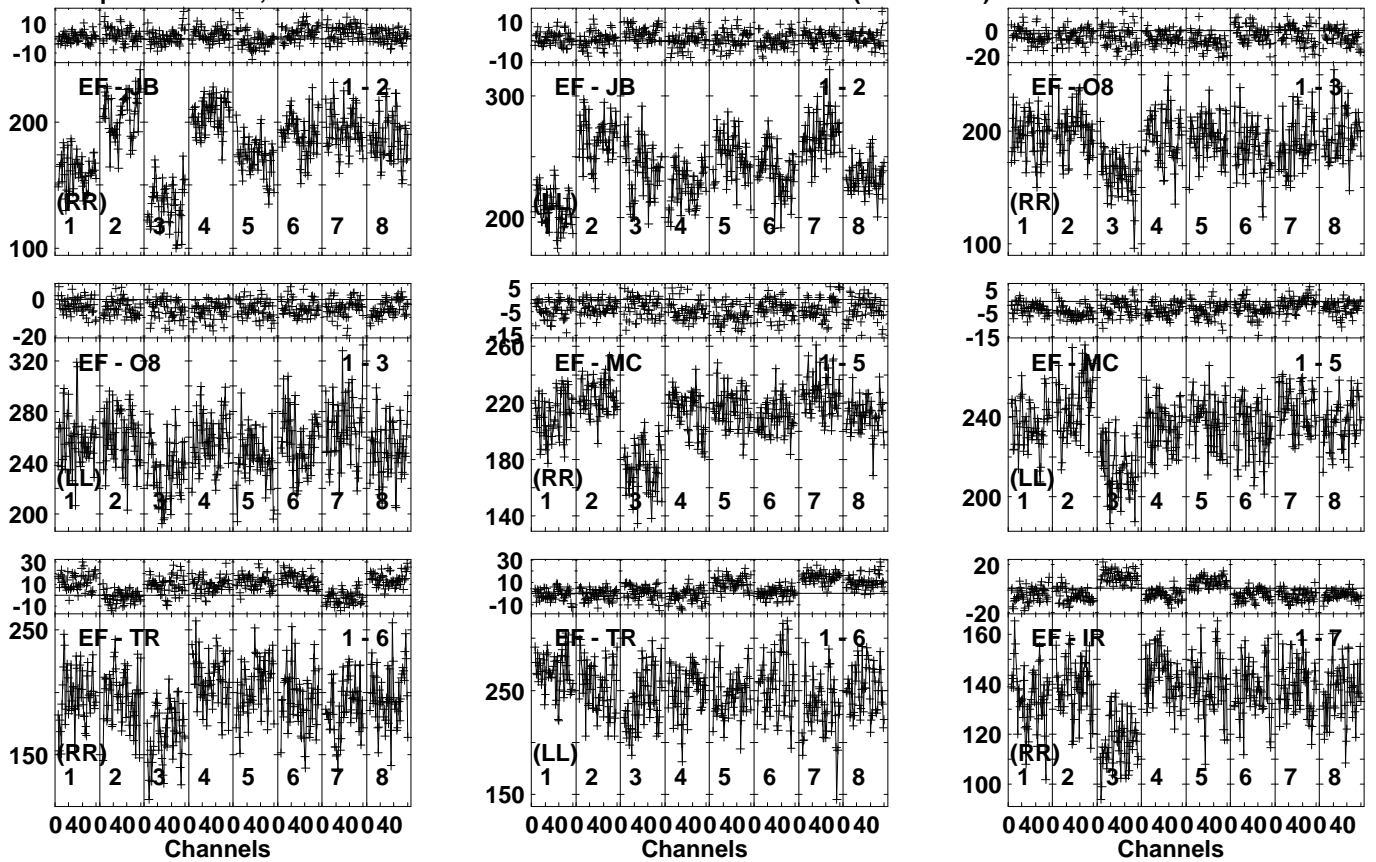 10 10 0
-10 -10 -20
EF - JB 1 - 2 EF - JB 1 - 2 EF - O8 1 - 3
200 300 200
(RR) (LL) (RR)
1 2 3 4 5 6 7 8 200 1 2 3 4 5 6 7 8 1 2 3 4 5 6 7 8
100 100
0 5 5
-20 -5 -5
-15 -15
320 EF - O8 1 - 3 260 EF - MC 1 - 5 EF - MC 1 - 5
280 220 240
240 180
(LL) (RR) (LL)
1 2 3 4 5 6 7 8 1 2 3 4 5 6 7 8 200 1 2 3 4 5 6 7 8
200 140
30 30 20
10 10
-10 -10 -20
250 EF - TR 1 - 6 EF - TR 1 - 6 160 EF - IR 1 - 7
250 140
150 (RR) (LL) 120 (RR)
1 2 3 4 5 6 7 8 1 2 3 4 5 6 7 8 1 2 3 4 5 6 7 8
150 100
0 40 0 40 0 40 0 40 0 40 0 40 0 40 0 40 0 40 0 40 0 40 0 40 0 40 0 40 0 40 0 40 0 40 0 40 0 40 0 40 0 40 0 40 0 40 0 40
Channels Channels Channels